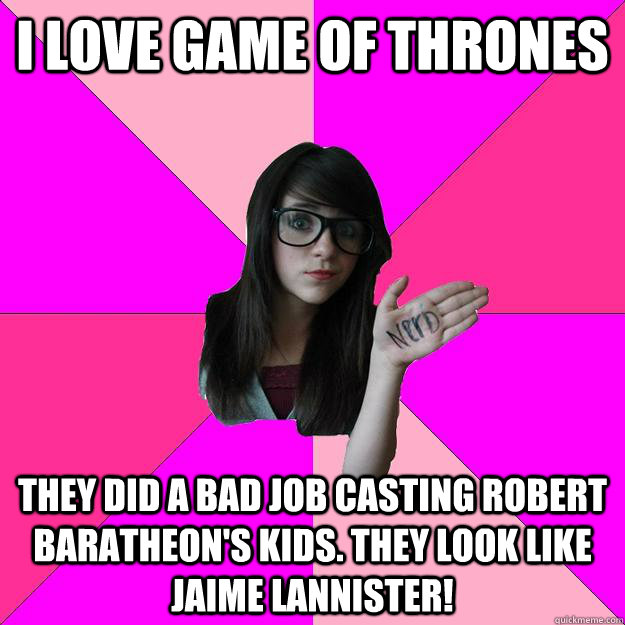 I LOVE GAME OF THRONES
NERD
THEY DID A BAD JOB CASTING ROBERT
BARATHEON'S KIDS. THEY LOOK LIKE
JAIME LANNISTER!
quickmeme.com